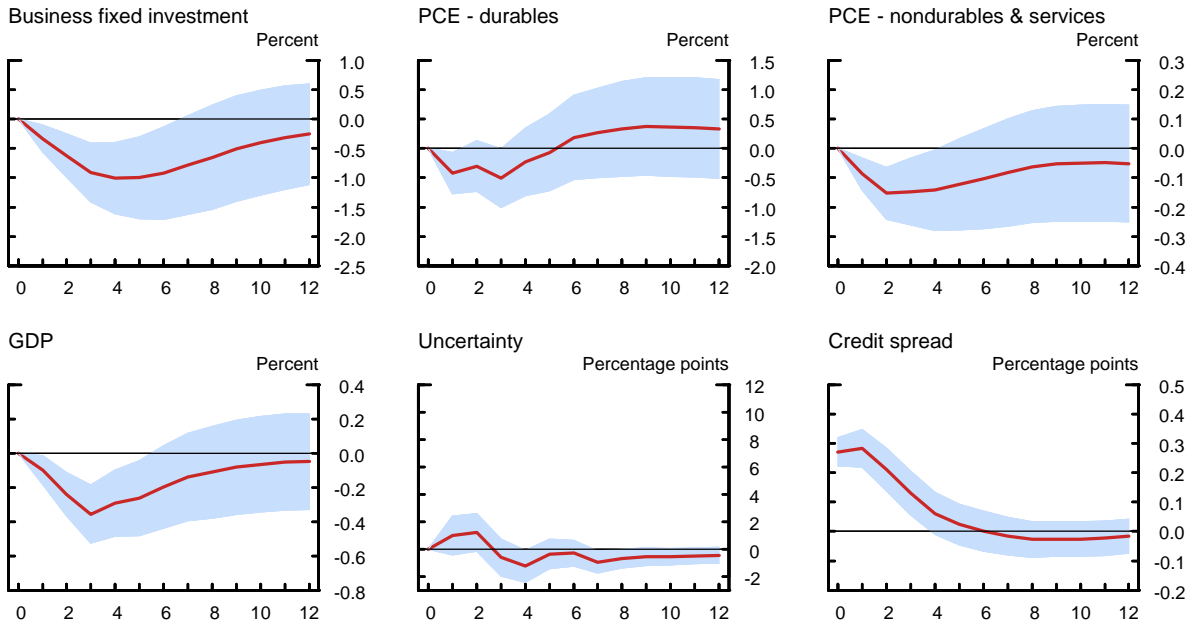 Business fixed investment
Percent
1.0
0.5
0.0
-0.5
-1.0
-1.5
-2.0
-2.5
0 2 4 6 8 10 12
PCE - durables
Percent
1.5
1.0
0.5
0.0
-0.5
-1.0
-1.5
-2.0
0 2 4 6 8 10 12
PCE - nondurables & services
Percent
0.3
0.2
0.1
0.0
-0.1
-0.2
-0.3
-0.4
0 2 4 6 8 10 12
GDP
Percent
0.4
0.2
0.0
-0.2
-0.4
-0.6
-0.8
0 2 4 6 8 10 12
Uncertainty
Percentage points
12
10
8
6
4
2
0
-2
0 2 4 6 8 10 12
Credit spread
Percentage points
0.5
0.4
0.3
0.2
0.1
0.0
-0.1
-0.2
0 2 4 6 8 10 12